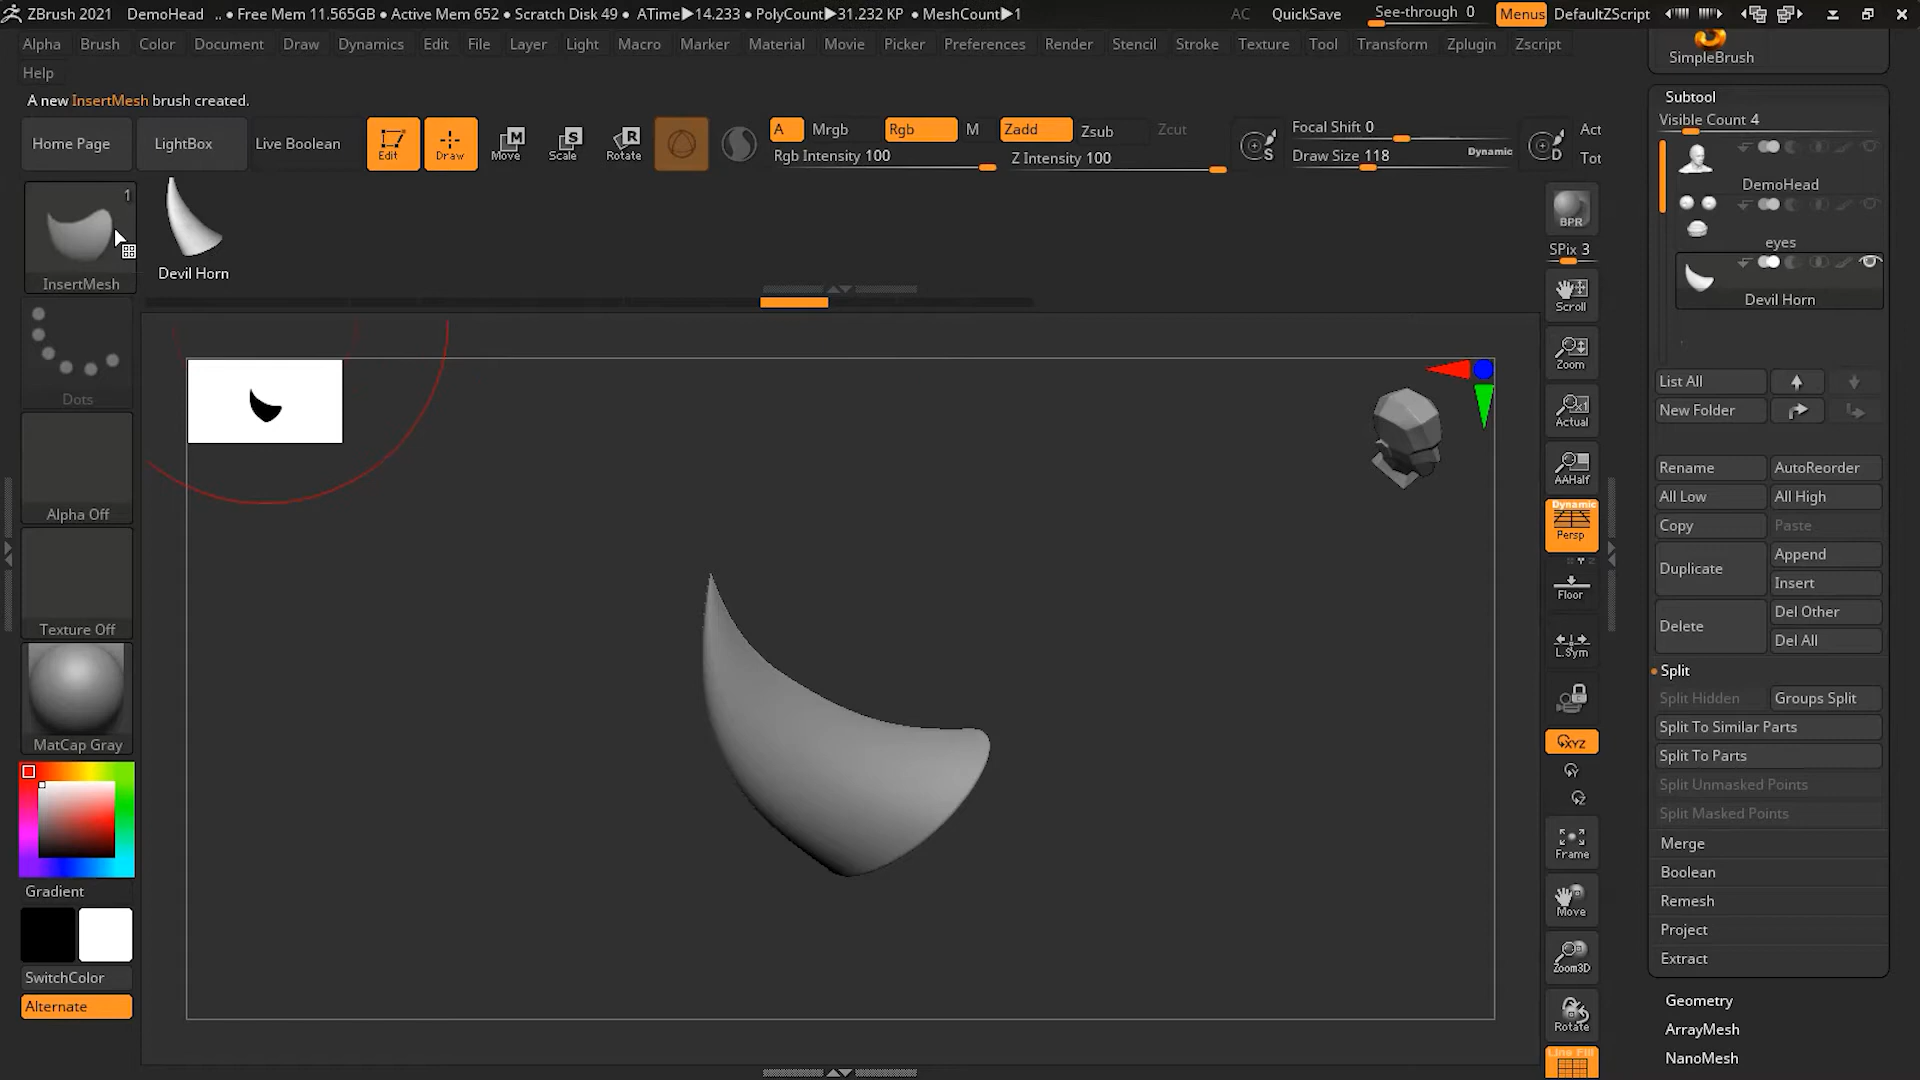 ZBrush 2021 DemoHead .. • Free Mem 11.565GB • Active Mem 652 • Scratch Disk 49 • ATime▶14.233 • PolyCount▶31.232 KP • MeshCount▶1
AC QuickSave See-through 0 Menus DefaultZScript
Alpha Brush Color Document Draw Dynamics Edit File Layer Light Macro Marker Material Movie Picker Preferences Render Stencil Stroke Texture Tool Transform Zplugin Zscript
Help
SimpleBrush
A new InsertMesh brush created.
Home Page LightBox Live Boolean
Edit Draw Move Scale Rotate
M S R
A Mrgb Rgb M Zadd Zsub Zcut
Rgb Intensity 100 Z Intensity 100
S Focal Shift 0
Draw Size 118 Dynamic
D Act
Tot
1
InsertMesh
Devil Horn
Dots
Alpha Off
Texture Off
MatCap Gray
Gradient
SwitchColor
Alternate
BPR
SPix 3
Scroll
Zoom
Actual
AAHalf
Dynamic
Persp
Floor
L.Sym
XYZ
Y
Z
Frame
Move
Zoom3D
Rotate
Line Fill
Subtool
Visible Count 4
DemoHead
eyes
Devil Horn
List All
New Folder
Rename AutoReorder
All Low All High
Copy Paste
Duplicate Append
Insert
Delete Del Other
Del All
Split
Split Hidden Groups Split
Split To Similar Parts
Split To Parts
Split Unmasked Points
Split Masked Points
Merge
Boolean
Remesh
Project
Extract
Geometry
ArrayMesh
NanoMesh